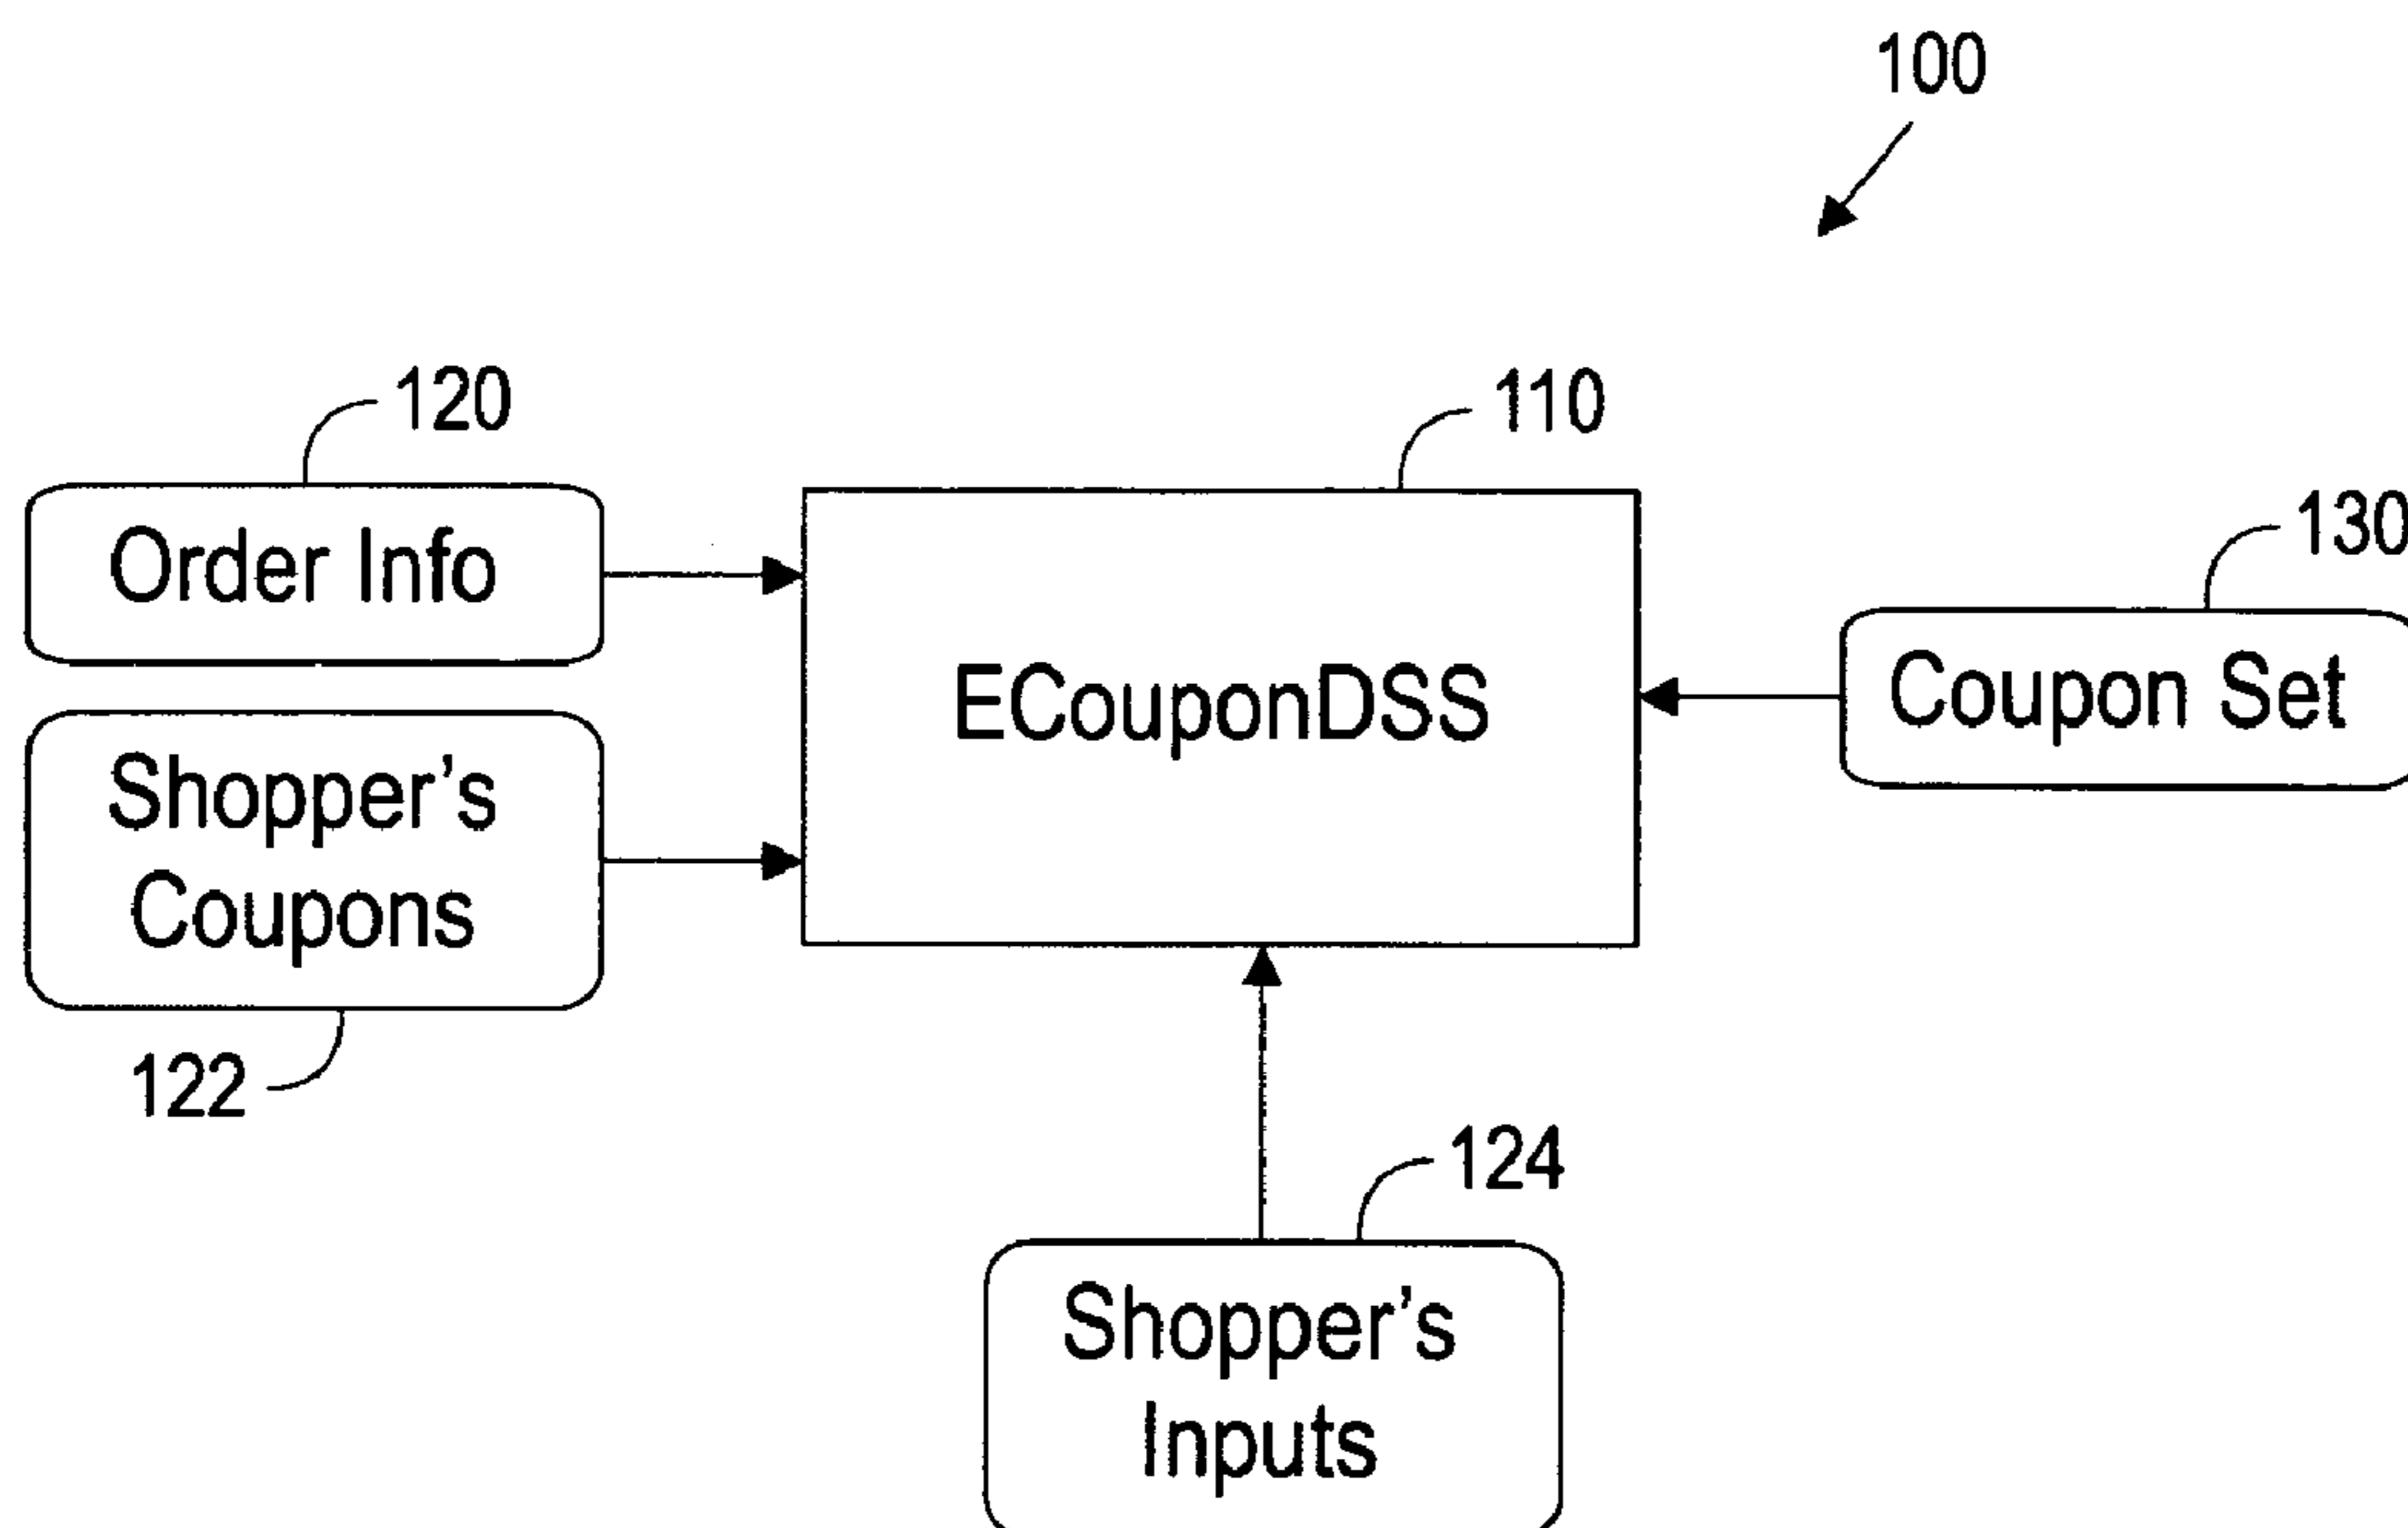 100
120
110
130
Order Info
ECouponDSS
Coupon Set
Shopper's
Coupons
122
124
Shopper's
Inputs